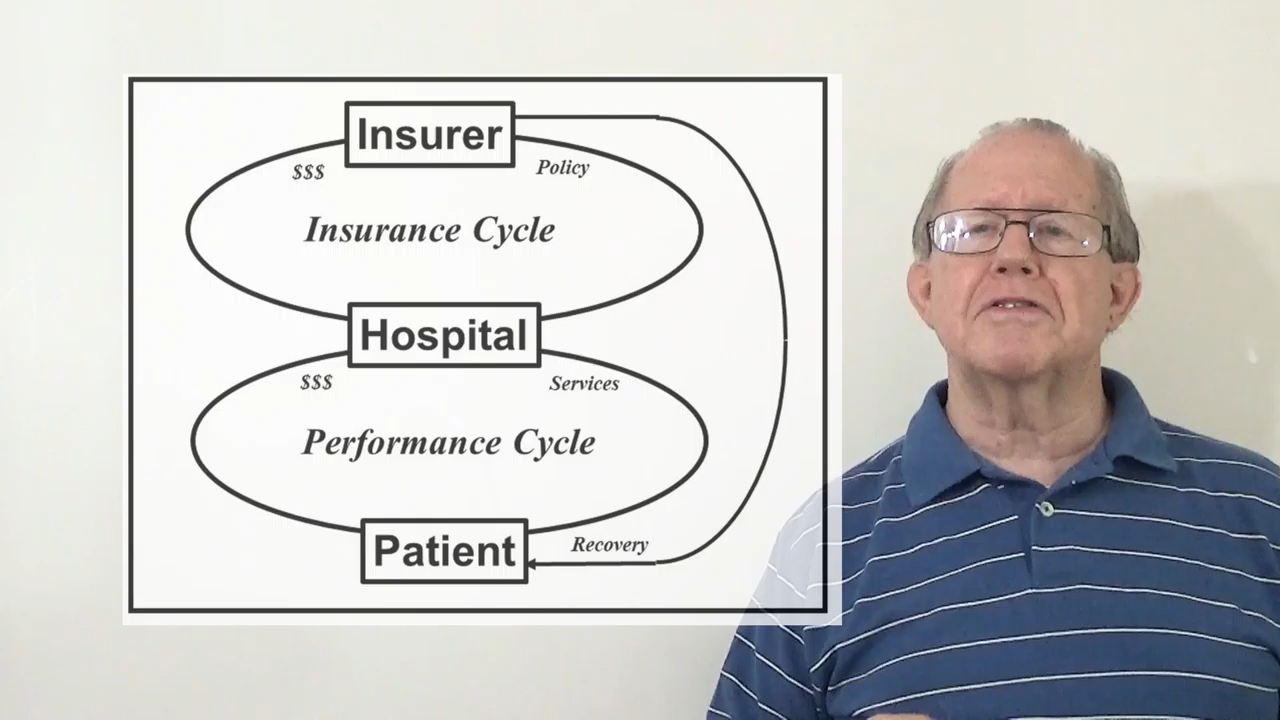 Insurer
$$$
Policy
Insurance Cycle
Hospital
$$$
Services
Performance Cycle
Patient
Recovery